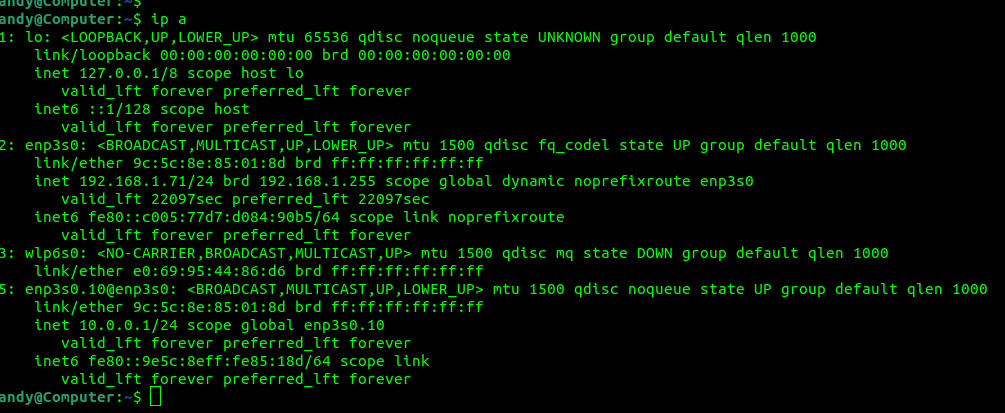 andy@Computer:~$
andy@Computer:~$ ip a
1: lo: <LOOPBACK,UP,LOWER_UP> mtu 65536 qdisc noqueue state UNKNOWN group default qlen 1000
    link/loopback 00:00:00:00:00:00 brd 00:00:00:00:00:00
    inet 127.0.0.1/8 scope host lo
       valid_lft forever preferred_lft forever
    inet6 ::1/128 scope host
       valid_lft forever preferred_lft forever
2: enp3s0: <BROADCAST,MULTICAST,UP,LOWER_UP> mtu 1500 qdisc fq_codel state UP group default qlen 1000
    link/ether 9c:5c:8e:85:01:8d brd ff:ff:ff:ff:ff:ff
    inet 192.168.1.71/24 brd 192.168.1.255 scope global dynamic noprefixroute enp3s0
       valid_lft 22097sec preferred_lft 22097sec
    inet6 fe80::c005:77d7:d084:90b5/64 scope link noprefixroute
       valid_lft forever preferred_lft forever
3: wlp6s0: <NO-CARRIER,BROADCAST,MULTICAST,UP> mtu 1500 qdisc mq state DOWN group default qlen 1000
    link/ether e0:69:95:44:86:d6 brd ff:ff:ff:ff:ff:ff
5: enp3s0.10@enp3s0: <BROADCAST,MULTICAST,UP,LOWER_UP> mtu 1500 qdisc noqueue state UP group default qlen 1000
    link/ether 9c:5c:8e:85:01:8d brd ff:ff:ff:ff:ff:ff
    inet 10.0.0.1/24 scope global enp3s0.10
       valid_lft forever preferred_lft forever
    inet6 fe80::9e5c:8eff:fe85:18d/64 scope link
       valid_lft forever preferred_lft forever
andy@Computer:~$